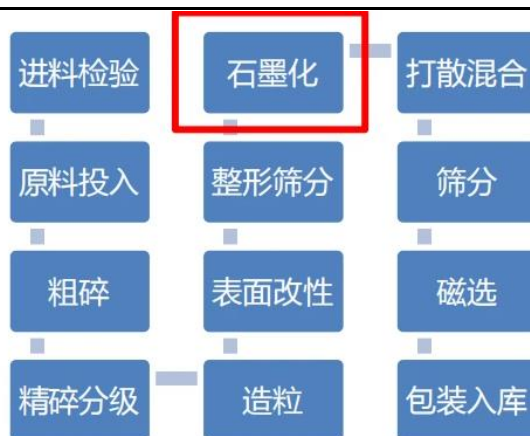 进料检验
石墨化
打散混合
原料投入
整形筛分
筛分
粗碎
表面改性
磁选
精碎分级
造粒
包装入库